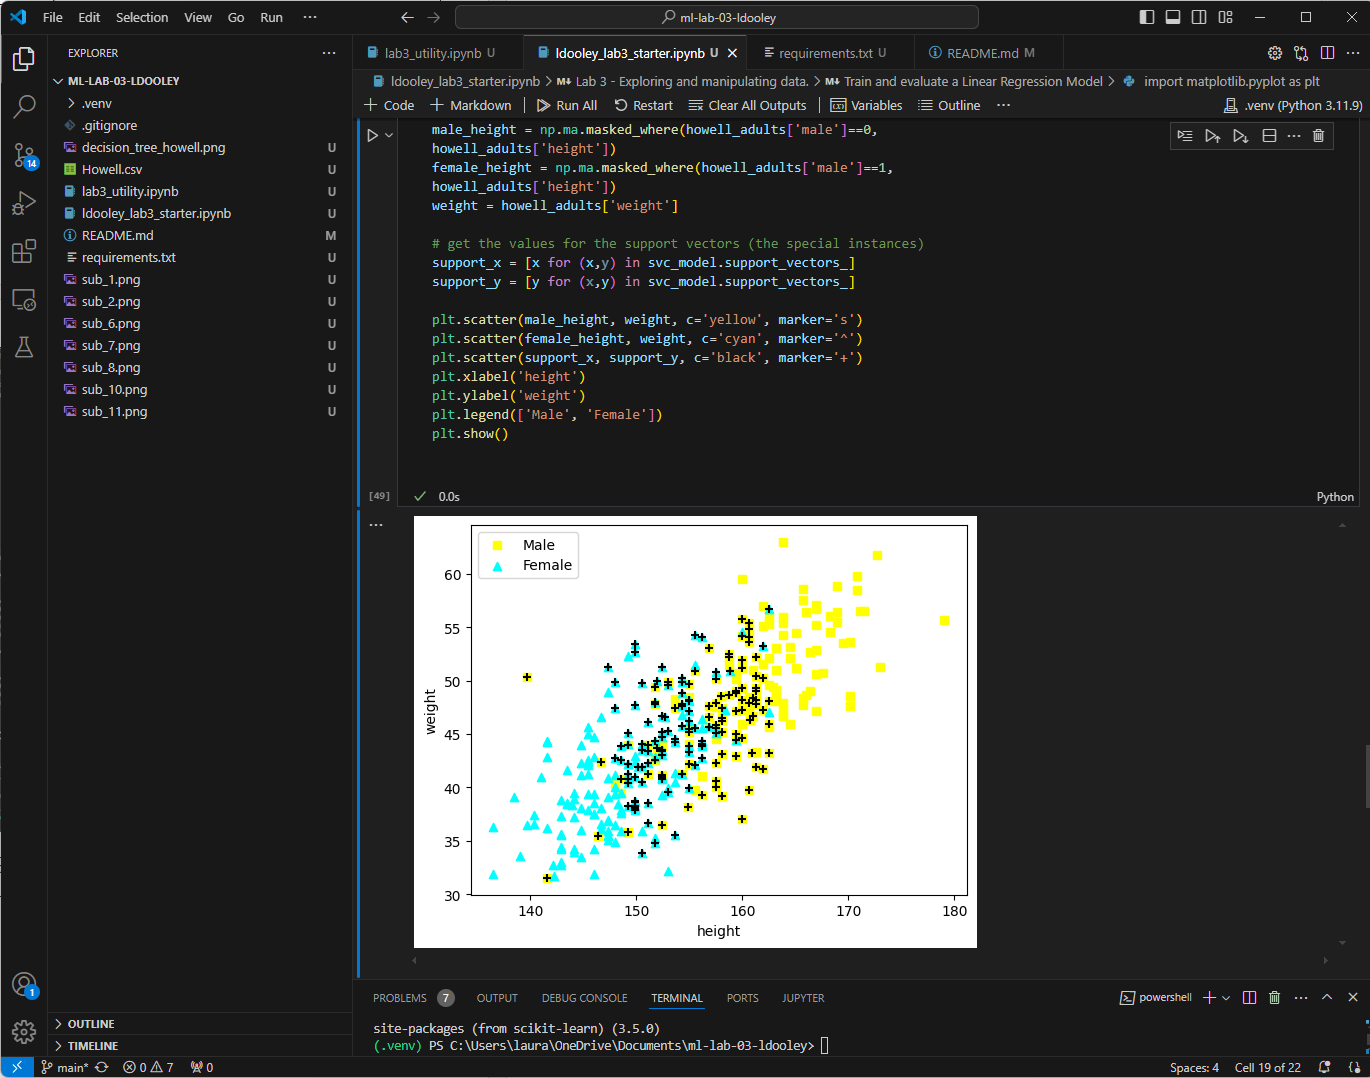 File Edit Selection View Go Run ···
ml-lab-03-ldooley
EXPLORER ···
ML-LAB-03-LDOOLEY
.venv
.gitignore
decision_tree_howell.png U
Howell.csv U
lab3_utility.ipynb U
ldooley_lab3_starter.ipynb U
README.md M
requirements.txt U
sub_1.png U
sub_2.png U
sub_6.png U
sub_7.png U
sub_8.png U
sub_10.png U
sub_11.png U
OUTLINE
TIMELINE
14
1
lab3_utility.ipynb U ldooley_lab3_starter.ipynb U requirements.txt U README.md M
ldooley_lab3_starter.ipynb > M↓ Lab 3 - Exploring and manipulating data. > M↓ Train and evaluate a Linear Regression Model > import matplotlib.pyplot as plt
+ Code + Markdown | Run All Restart Clear All Outputs | Variables Outline ··· .venv (Python 3.11.9)
male_height = np.ma.masked_where(howell_adults['male']==0,
howell_adults['height'])
female_height = np.ma.masked_where(howell_adults['male']==1,
howell_adults['height'])
weight = howell_adults['weight']
# get the values for the support vectors (the special instances)
support_x = [x for (x,y) in svc_model.support_vectors_]
support_y = [y for (x,y) in svc_model.support_vectors_]
plt.scatter(male_height, weight, c='yellow', marker='s')
plt.scatter(female_height, weight, c='cyan', marker='^')
plt.scatter(support_x, support_y, c='black', marker='+')
plt.xlabel('height')
plt.ylabel('weight')
plt.legend(['Male', 'Female'])
plt.show()
[49] 0.0s Python
Male
Female
60
55
50
45
40
35
30
weight
140 150 160 170 180
height
PROBLEMS 7 OUTPUT DEBUG CONSOLE TERMINAL PORTS JUPYTER powershell
site-packages (from scikit-learn) (3.5.0)
(.venv) PS C:\Users\laura\OneDrive\Documents\ml-lab-03-ldooley>
main* 0 7 0 Spaces: 4 Cell 19 of 22